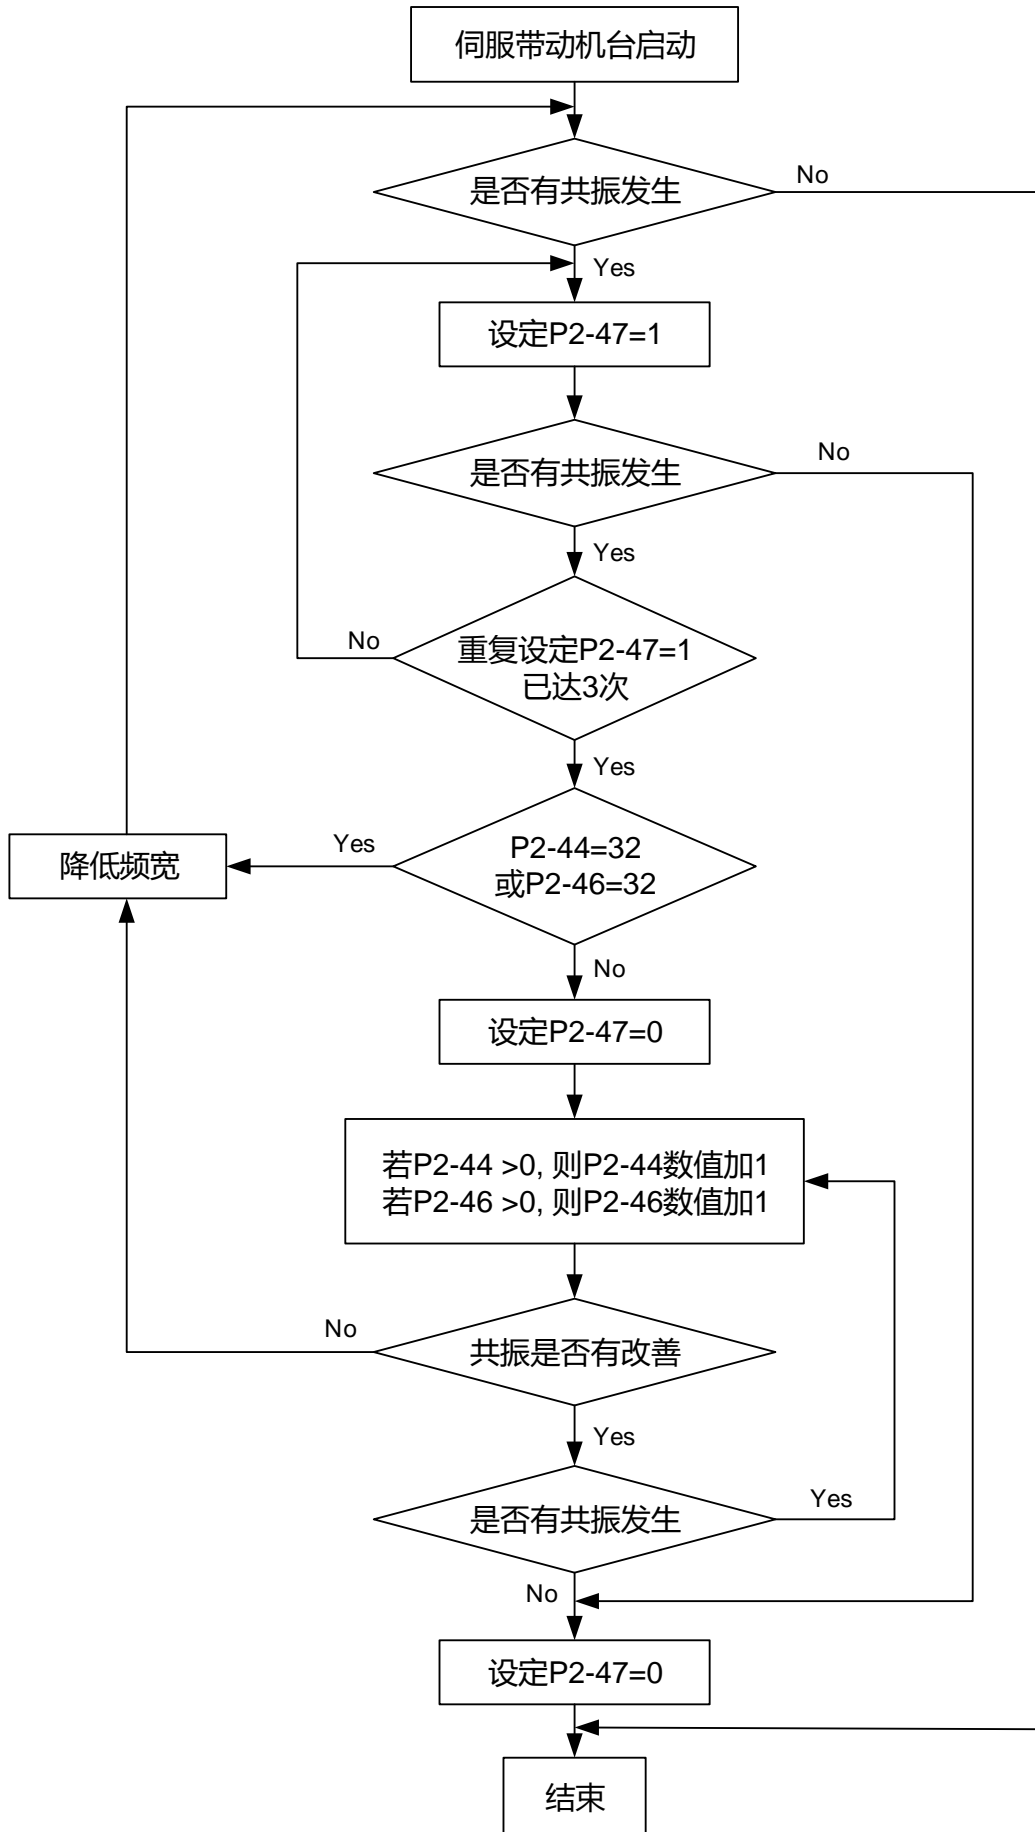 伺服带动机台启动
是否有共振发生
No
Yes
设定P2-47=1
是否有共振发生
No
Yes
重复设定P2-47=1
已达3次
No
Yes
P2-44=32
或P2-46=32
Yes
降低频宽
No
设定P2-47=0
若P2-44 >0, 则P2-44数值加1
若P2-46 >0, 则P2-46数值加1
共振是否有改善
No
Yes
是否有共振发生
Yes
No
设定P2-47=0
结束